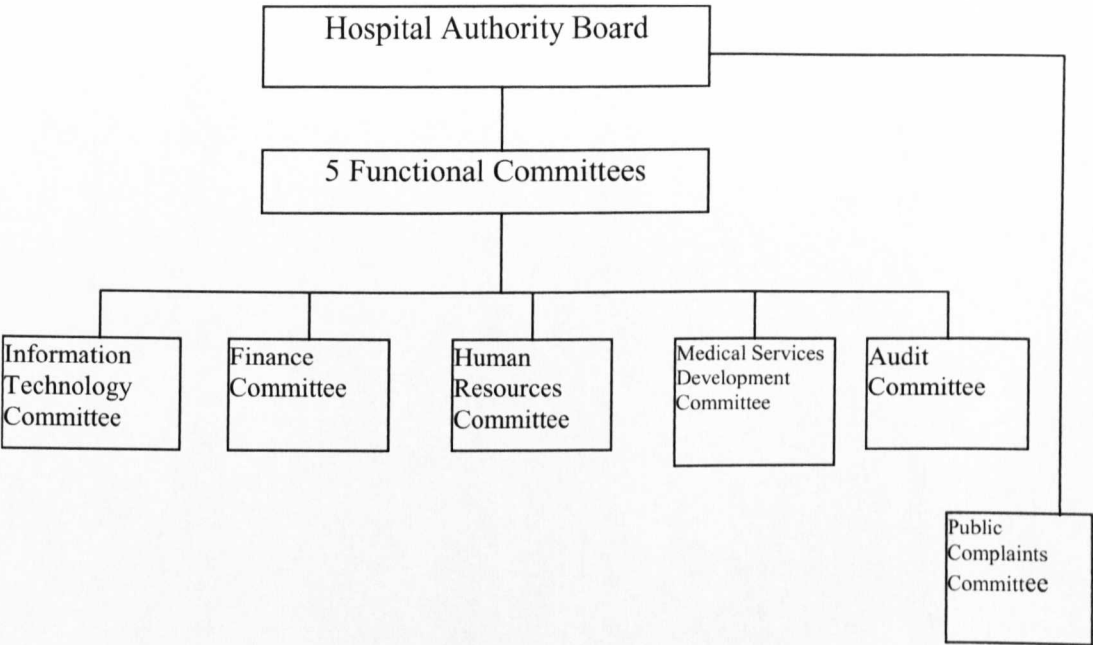 Hospital Authority Board
5 Functional Committees
Information
Technology
Committee
Finance
Committee
Human
Resources
Committee
Medical Services
Development
Committee
Audit
Committee
Public
Complaints
Committee